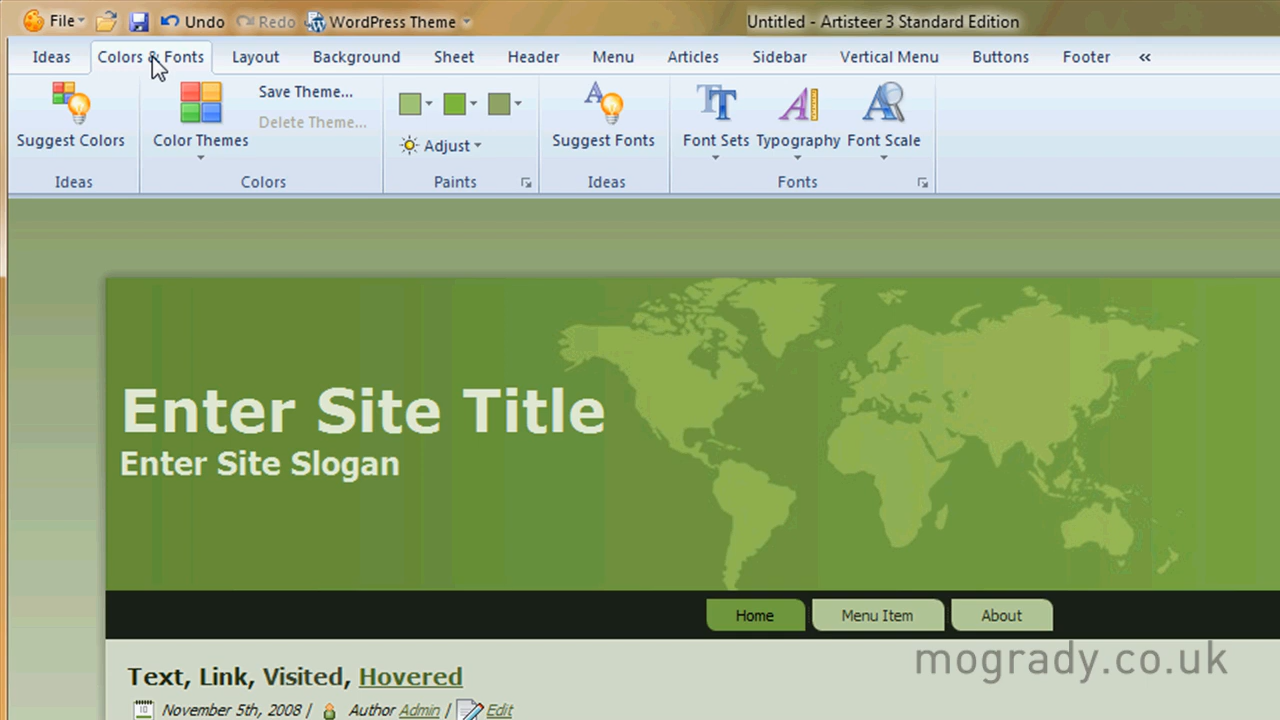 File Undo Redo WordPress Theme Untitled - Artisteer 3 Standard Edition
Ideas Colors & Fonts Layout Background Sheet Header Menu Articles Sidebar Vertical Menu Buttons Footer «
Save Theme...
Delete Theme...
Suggest Colors Color Themes Adjust Suggest Fonts Font Sets Typography Font Scale
Ideas Colors Paints Ideas Fonts
Enter Site Title
Enter Site Slogan
Home Menu Item About
mogrady.co.uk
Text, Link, Visited, Hovered
November 5th, 2008 | Author Admin | Edit